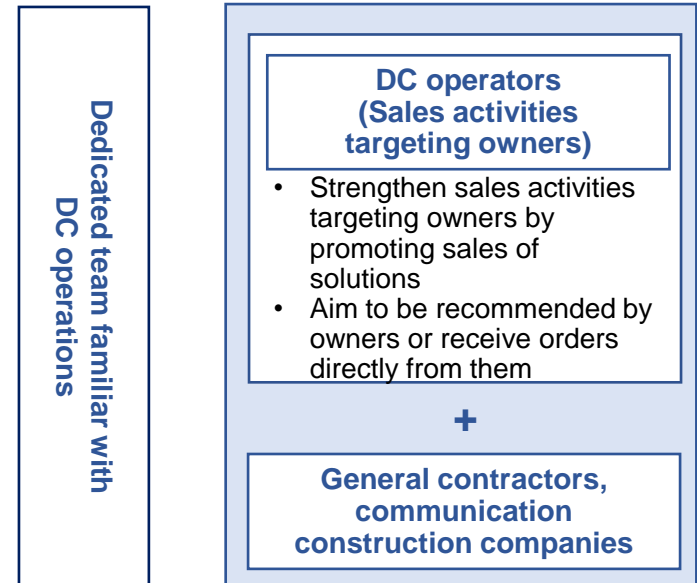 Dedicated team familiar with
DC operations
DC operators
(Sales activities
targeting owners)
• Strengthen sales activities
targeting owners by
promoting sales of
solutions
• Aim to be recommended by
owners or receive orders
directly from them
+
General contractors,
communication
construction companies